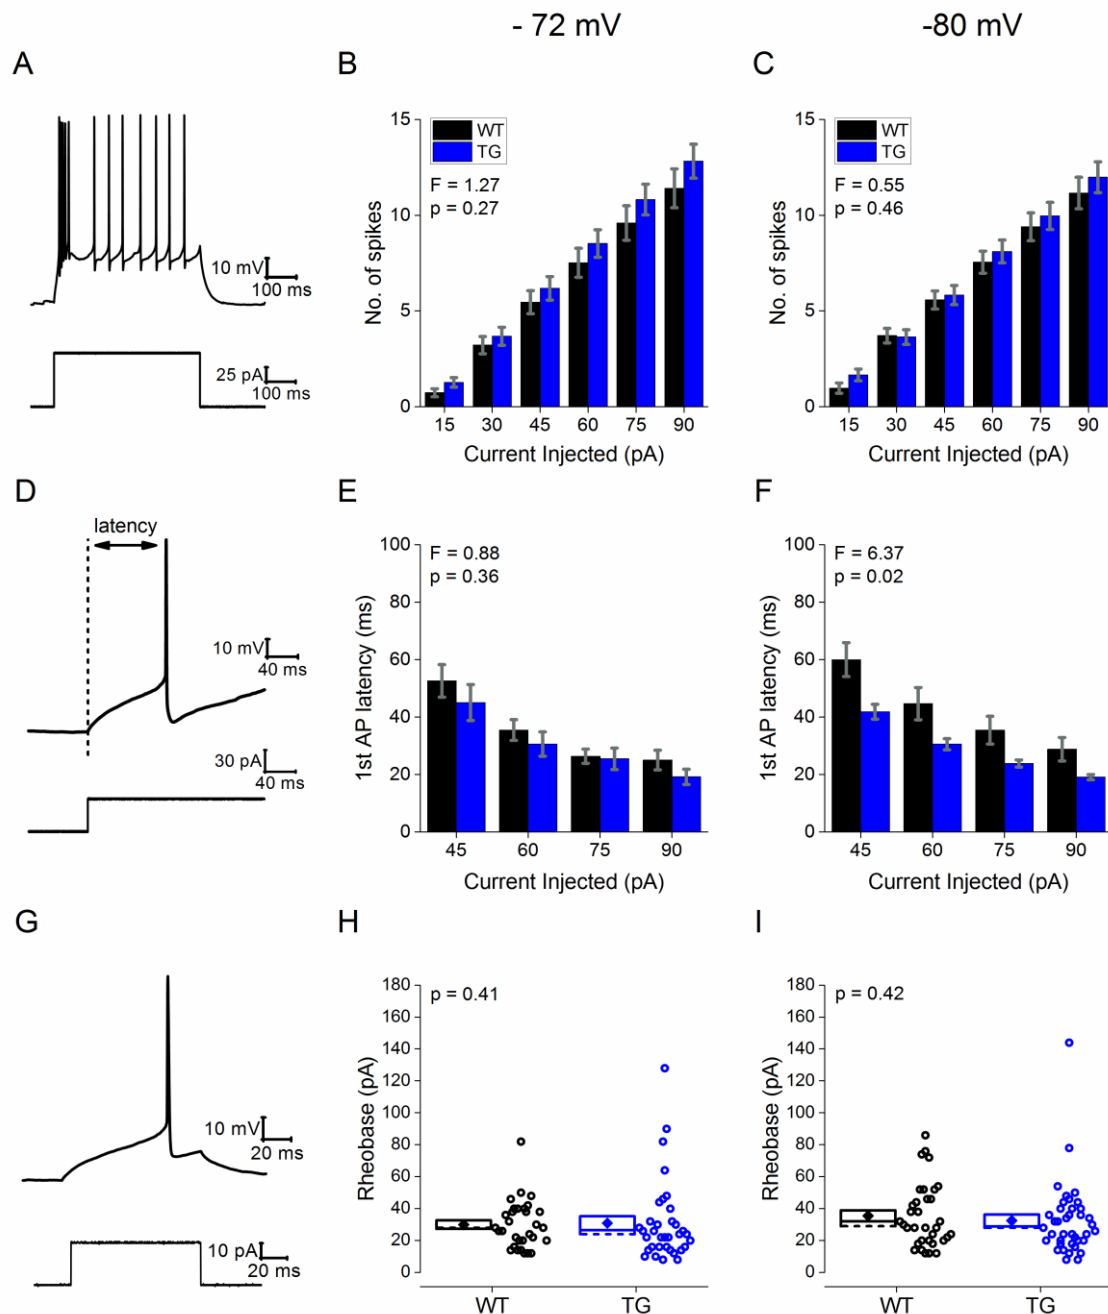 - 72 mV
-80 mV
A
10 mV
100 ms
25 pA
100 ms
B
15
10
5
0
No. of spikes
WT
TG
F = 1.27
p = 0.27
15 30 45 60 75 90
Current Injected (pA)
C
15
10
5
0
No. of spikes
WT
TG
F = 0.55
p = 0.46
15 30 45 60 75 90
Current Injected (pA)
D
latency
10 mV
40 ms
30 pA
40 ms
E
100
80
60
40
20
0
1st AP latency (ms)
F = 0.88
p = 0.36
45 60 75 90
Current Injected (pA)
F
100
80
60
40
20
0
1st AP latency (ms)
F = 6.37
p = 0.02
45 60 75 90
Current Injected (pA)
G
10 mV
20 ms
10 pA
20 ms
H
180
160
140
120
100
80
60
40
20
0
Rheobase (pA)
p = 0.41
WT TG
I
180
160
140
120
100
80
60
40
20
0
Rheobase (pA)
p = 0.42
WT TG